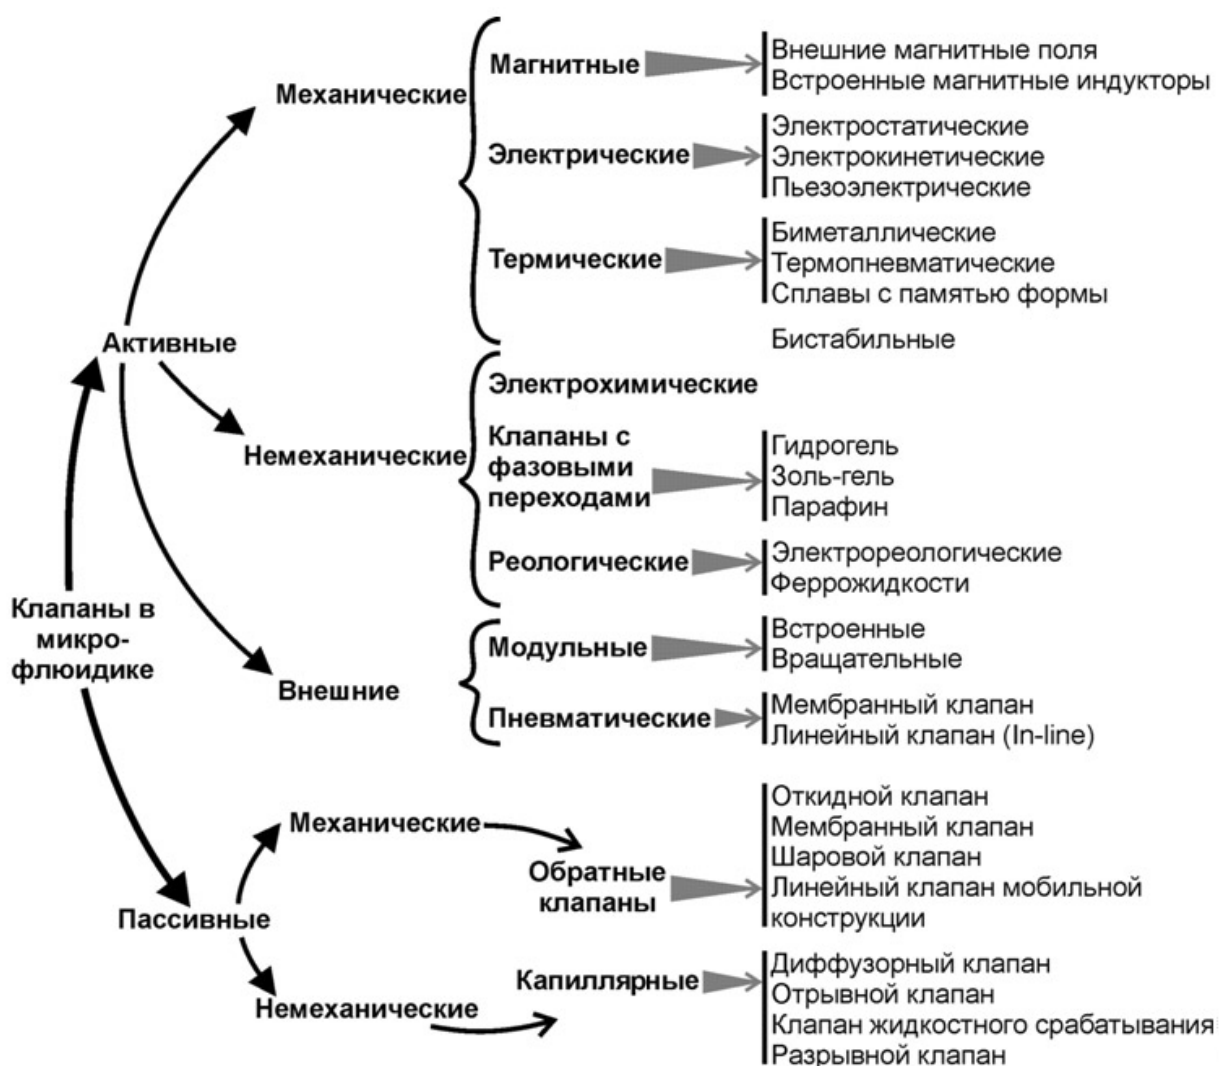 Магнитные
Внешние магнитные поля
Встроенные магнитные индукторы
Механические
Электрические
Электростатические
Электрокинетические
Пьезоэлектрические
Термические
Биметаллические
Термопневматические
Сплавы с памятью формы
Бистабильные
Активные
Электрохимические
Немеханические
Клапаны с
фазовыми
переходами
Гидрогель
Золь-гель
Парафин
Реологические
Электрореологические
Феррожидкости
Клапаны в
микро-
флюидике
Внешние
Модульные
Встроенные
Вращательные
Пневматические
Мембранный клапан
Линейный клапан (In-line)
Пассивные
Механические
Обратные
клапаны
Откидной клапан
Мембранный клапан
Шаровой клапан
Линейный клапан мобильной
конструкции
Немеханические
Капиллярные
Диффузорный клапан
Отрывной клапан
Клапан жидкостного срабатывания
Разрывной клапан